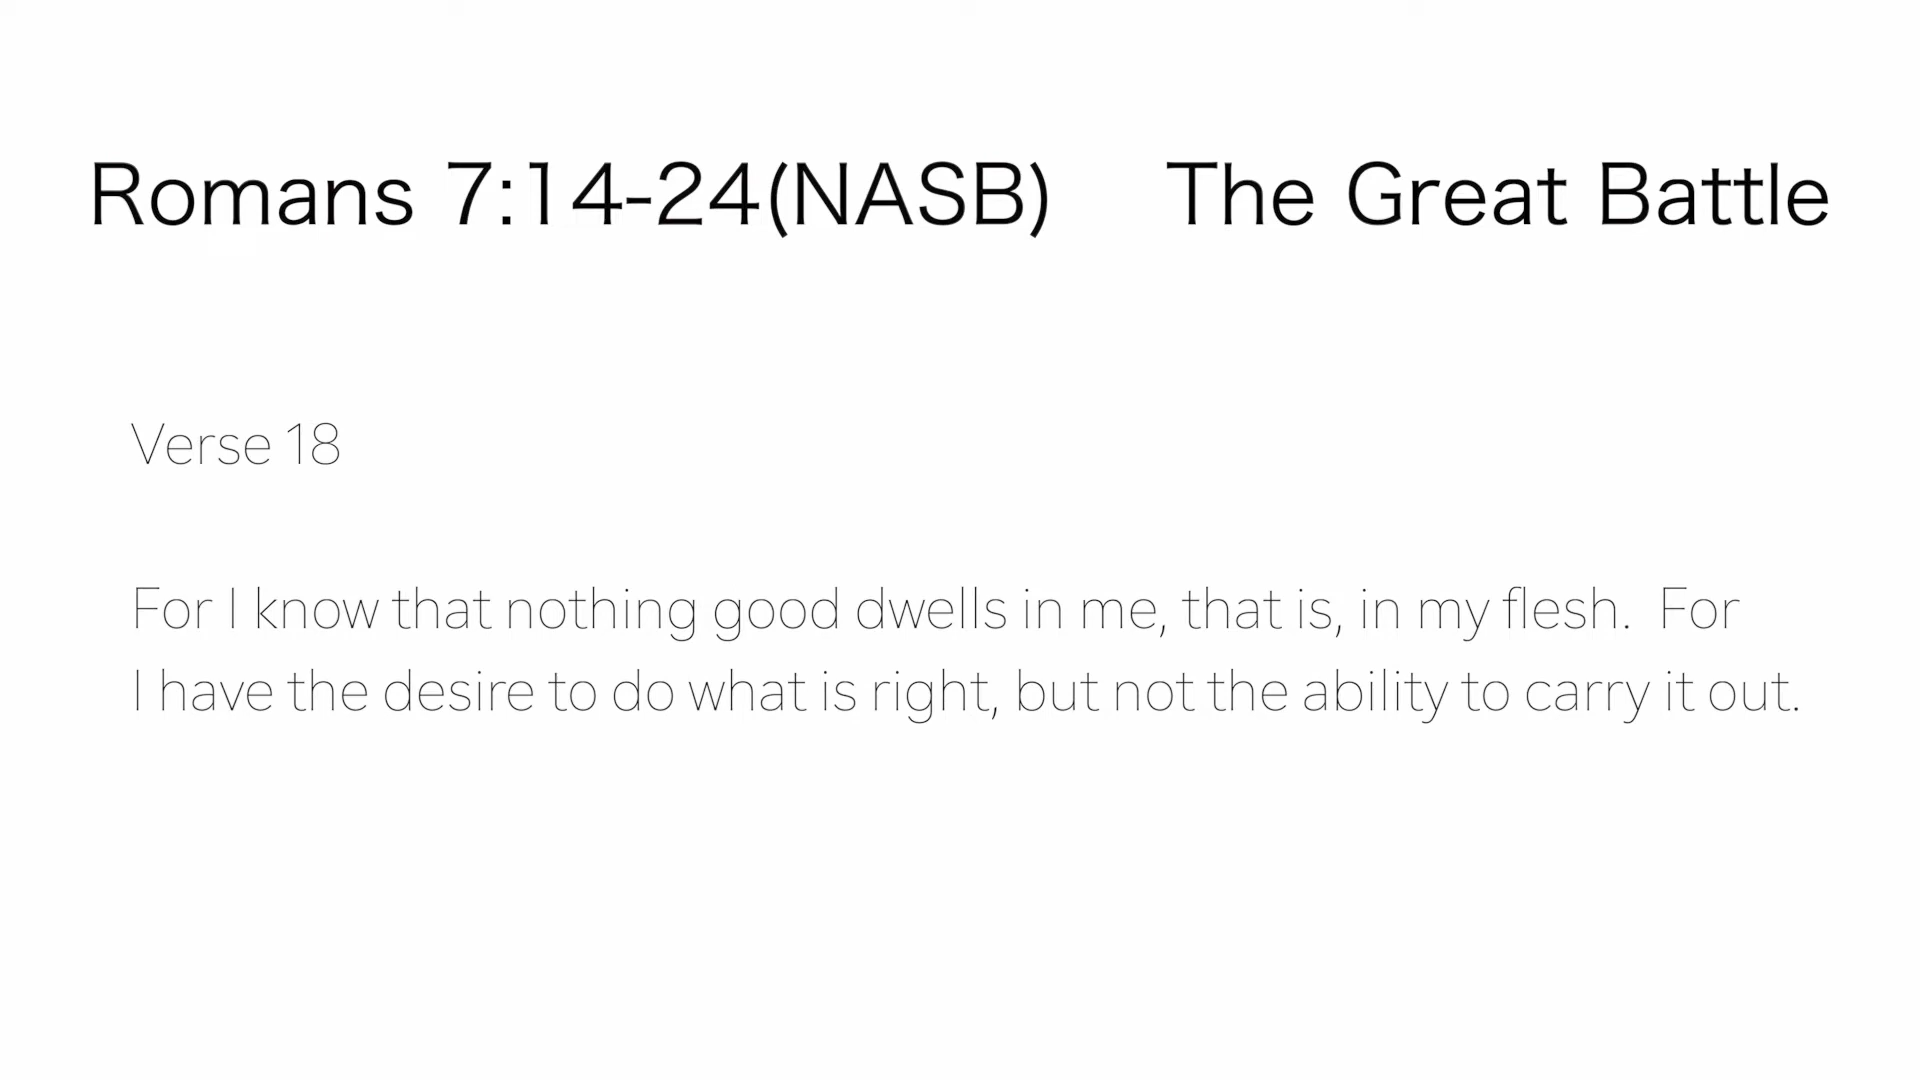 Romans 7:14-24(NASB) The Great Battle
Verse 18
For I know that nothing good dwells in me, that is, in my flesh. For
I have the desire to do what is right, but not the ability to carry it out.